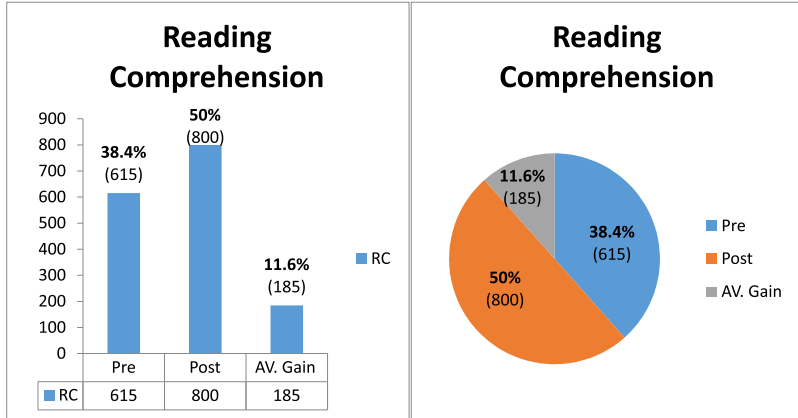 Reading
Comprehension
900
800
700
600
500
400
300
200
100
0
38.4%
(615)
50%
(800)
11.6%
(185)
RC
Pre Post AV. Gain
RC 615 800 185
Reading
Comprehension
11.6%
(185)
38.4%
(615)
50%
(800)
Pre
Post
AV. Gain